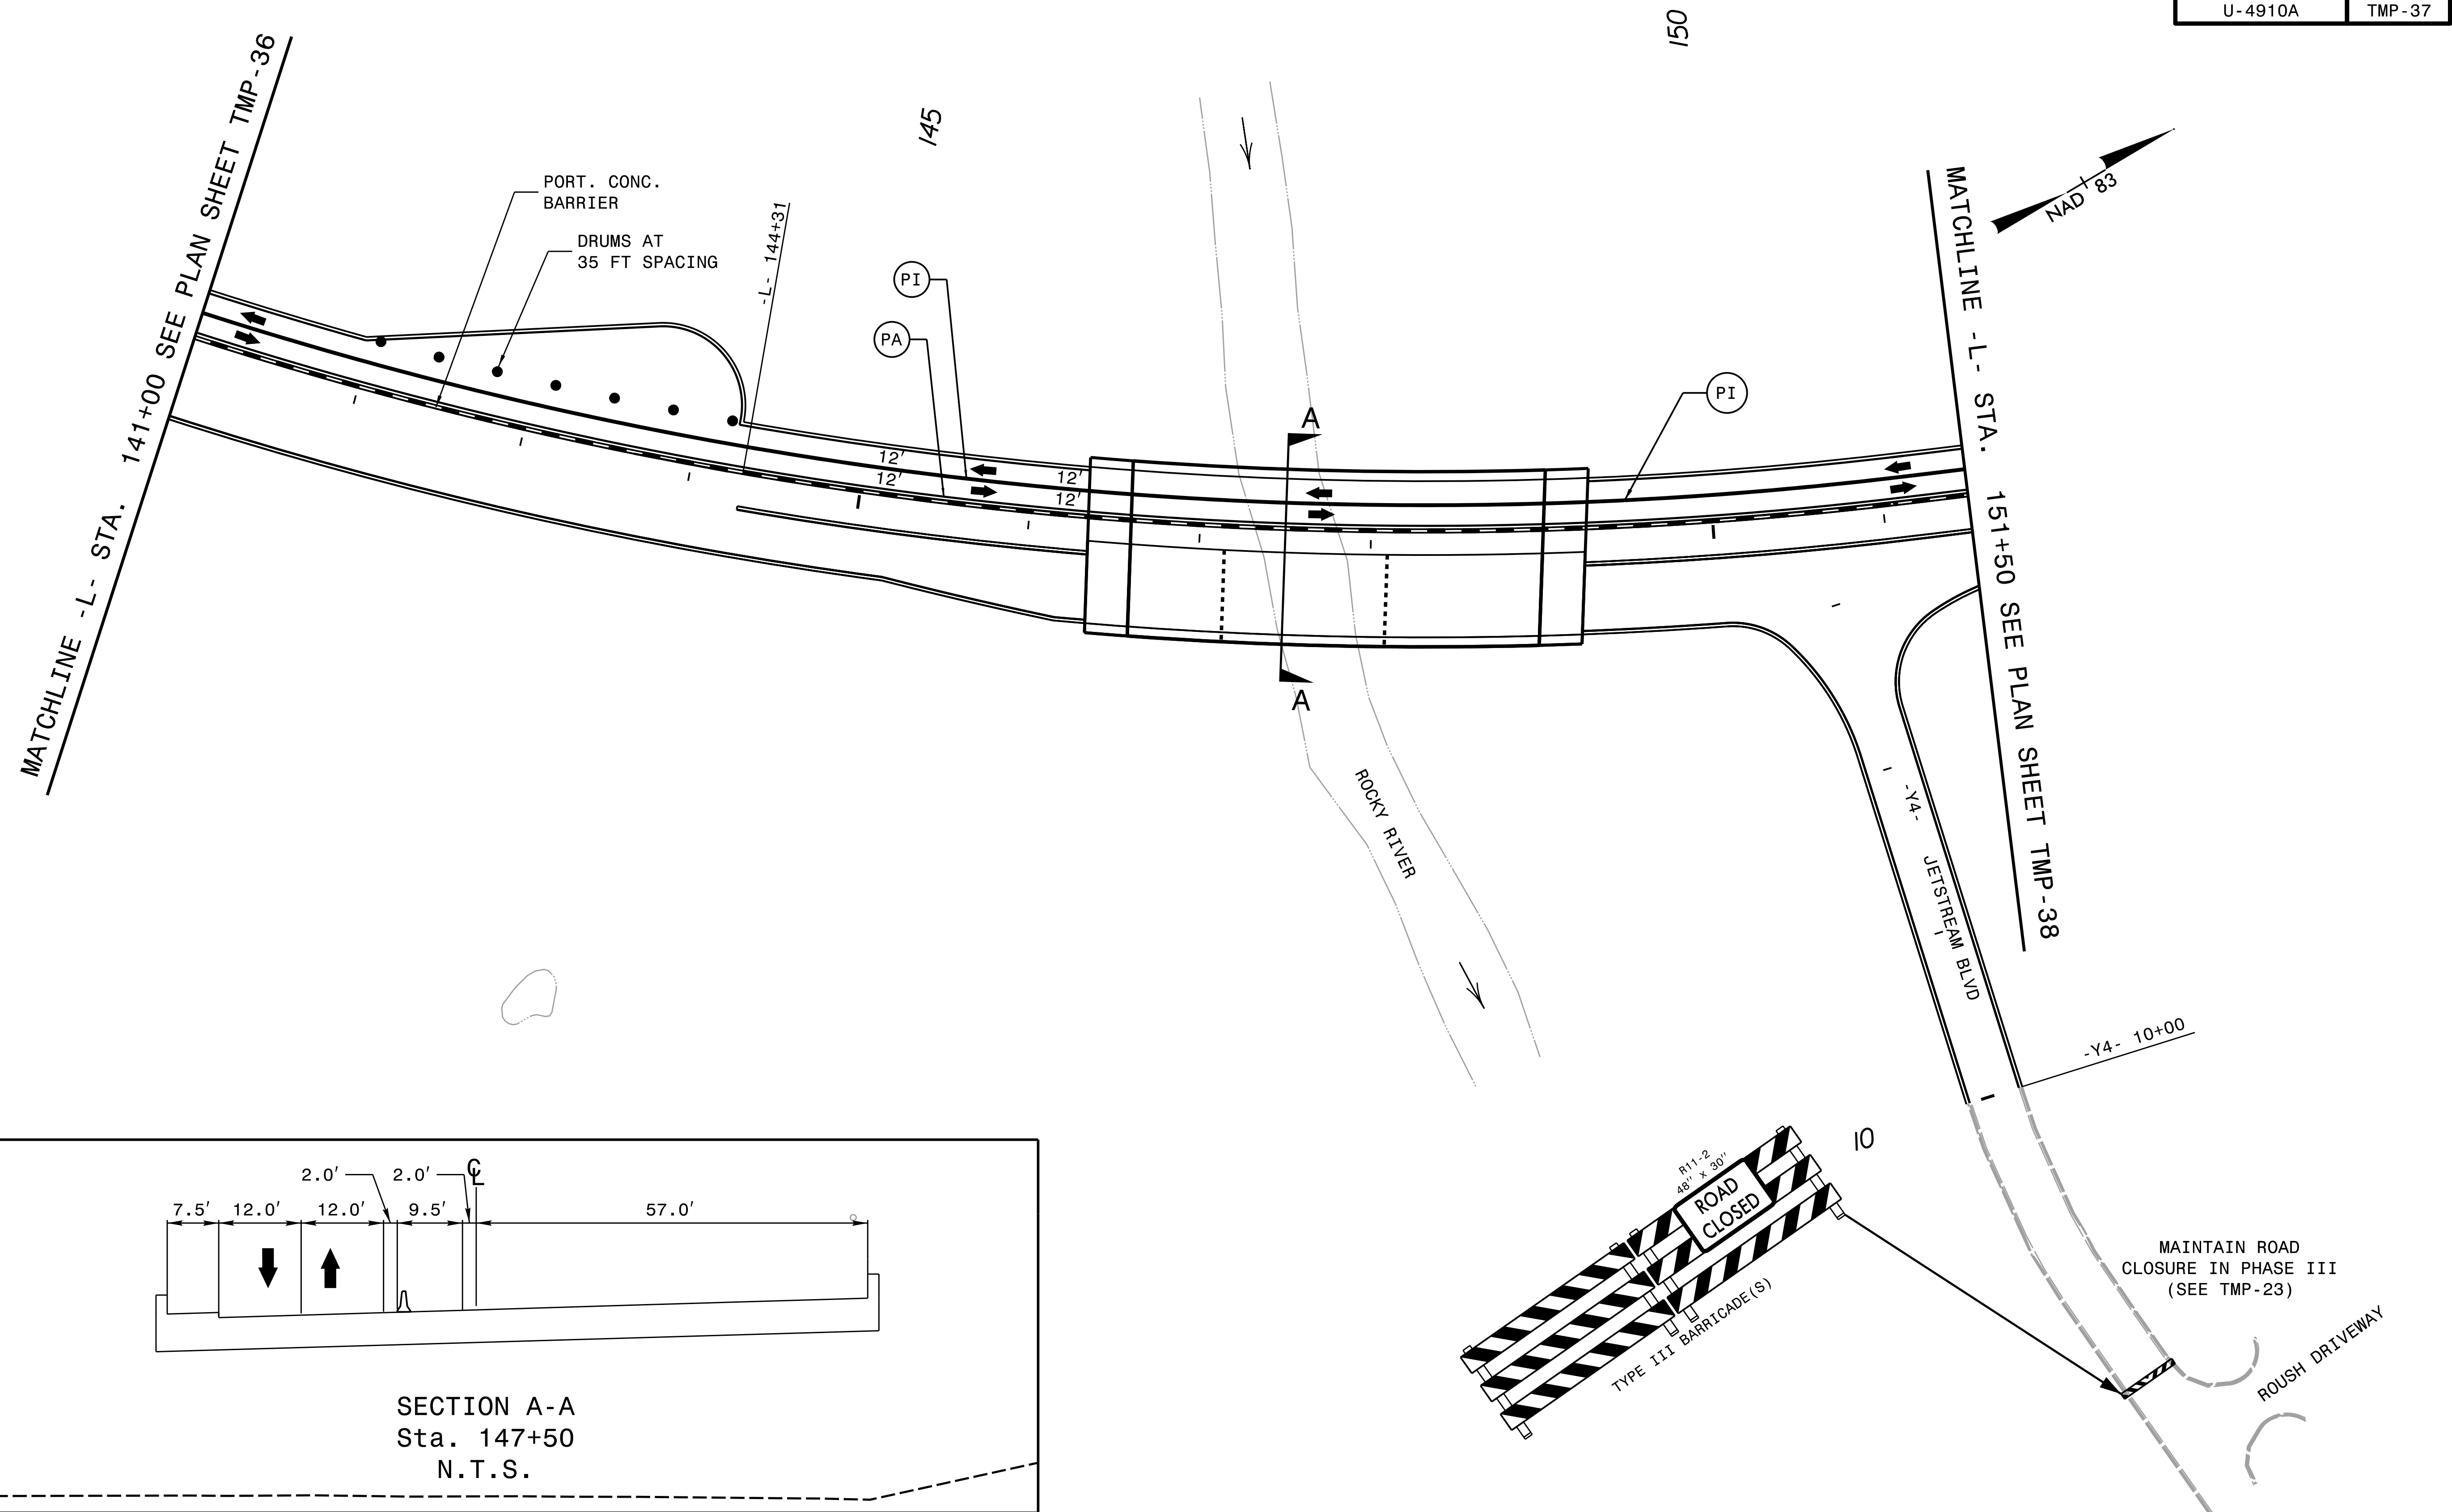 U-4910A
TMP-37
150
145
MATCHLINE -L- STA. 141+00 SEE PLAN SHEET TMP-36
PORT. CONC.
BARRIER
DRUMS AT
35 FT SPACING
-L- 144+31
PI
PA
PI
NAD 83
MATCHLINE -L- STA. 151+50 SEE PLAN SHEET TMP-38
12'
12'
12'
12'
A
A
ROCKY RIVER
-Y4-
JETSTREAM BLVD
-Y4- 10+00
10
R11-2
48" X 30"
ROAD
CLOSED
TYPE III BARRICADE(S)
MAINTAIN ROAD
CLOSURE IN PHASE III
(SEE TMP-23)
ROUSH DRIVEWAY
2.0' 2.0' CL
7.5' 12.0' 12.0' 9.5' 57.0'
SECTION A-A
Sta. 147+50
N.T.S.